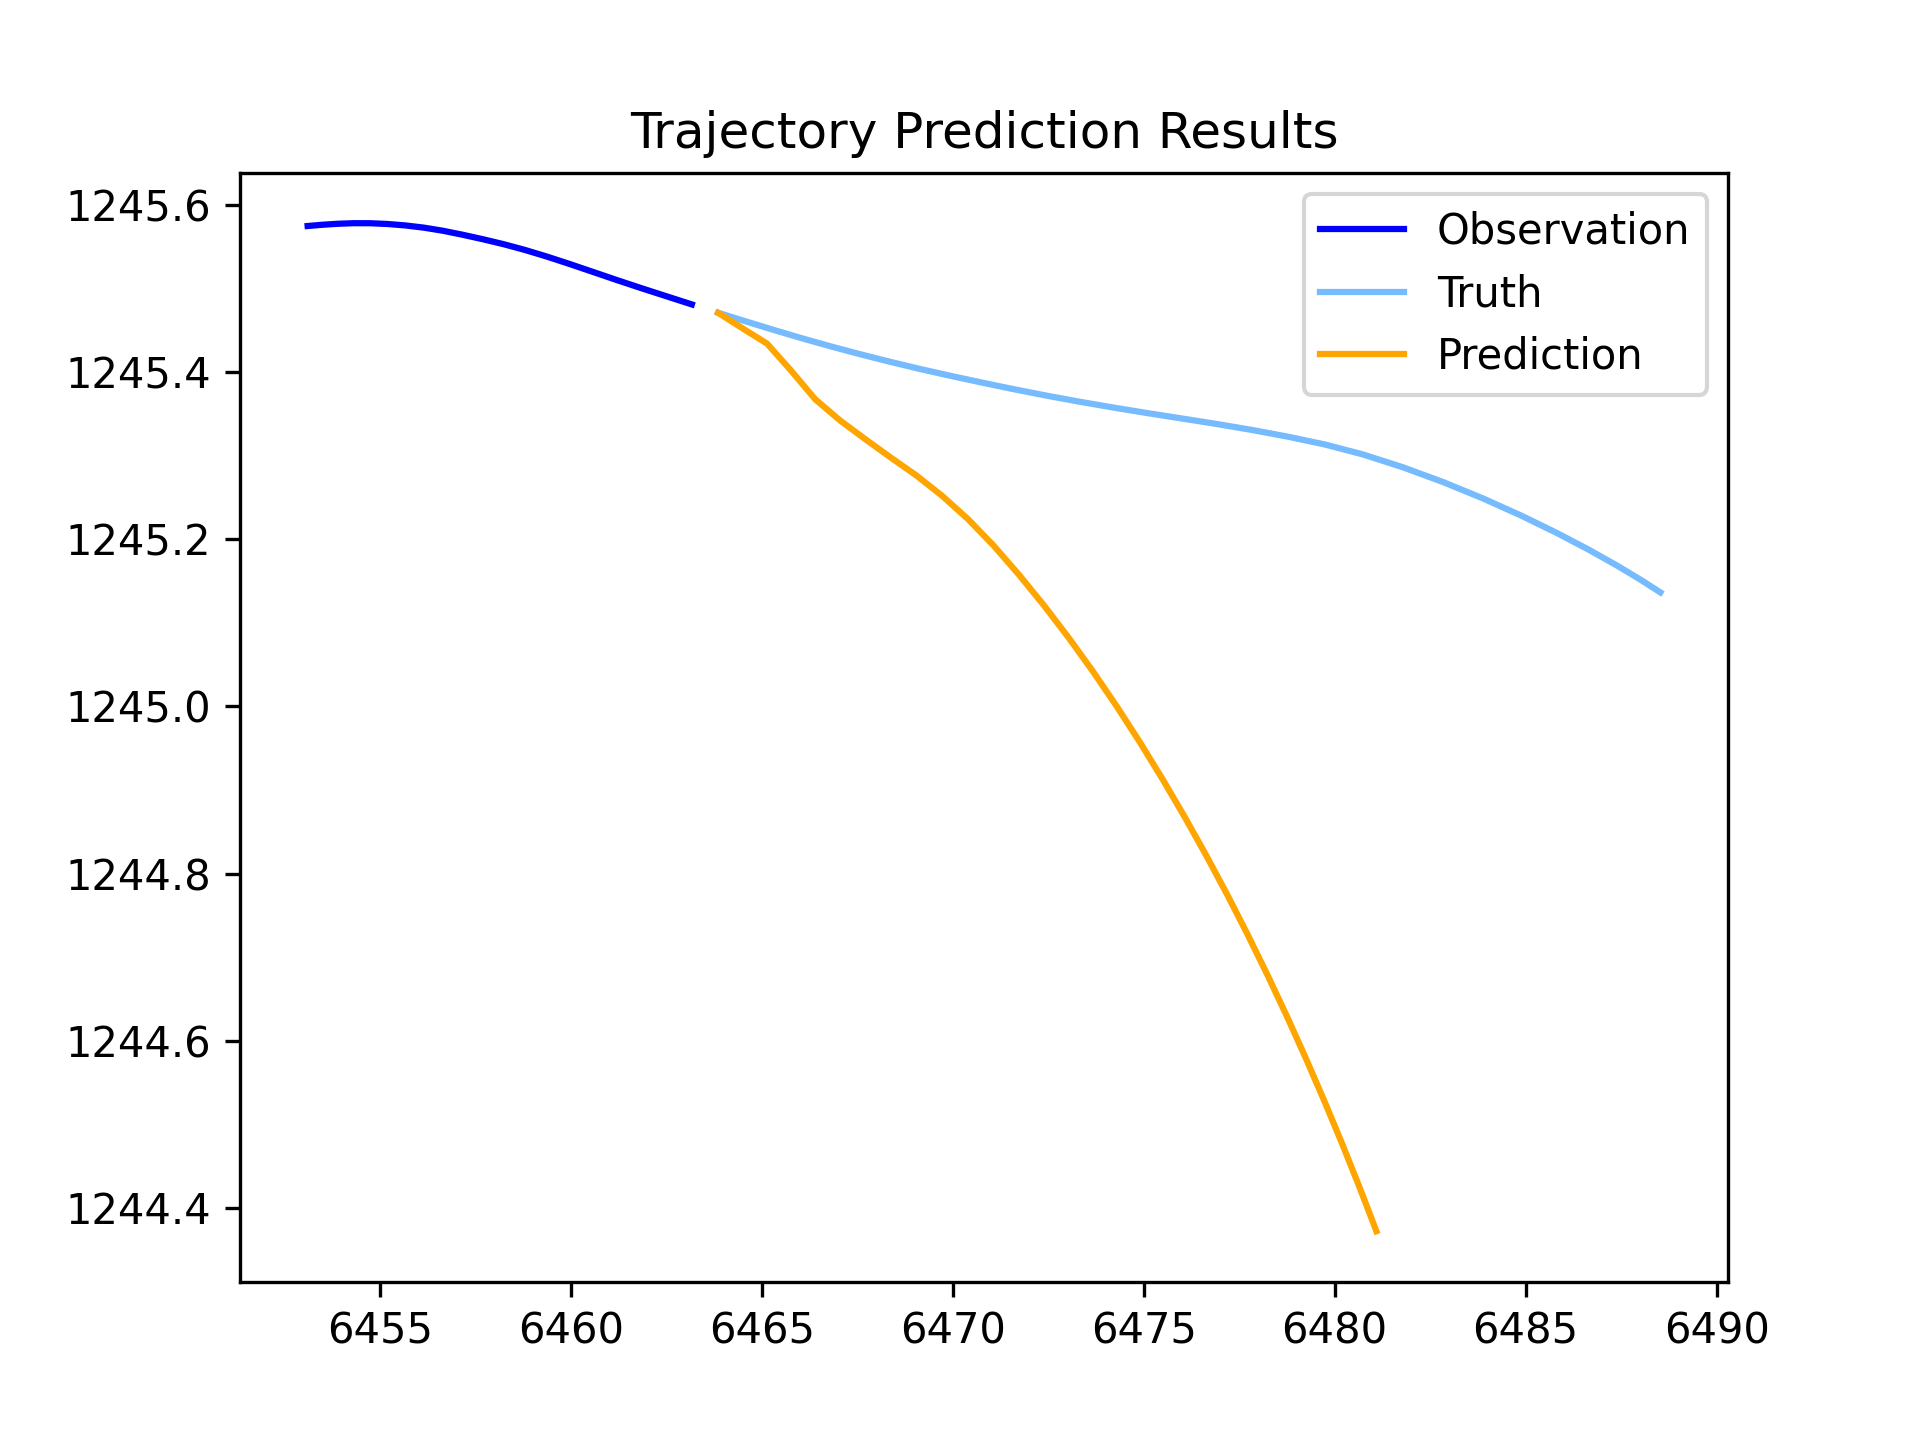 Trajectory Prediction Results
Observation
Truth
Prediction
1245.6
1245.4
1245.2
1245.0
1244.8
1244.6
1244.4
6455 6460 6465 6470 6475 6480 6485 6490